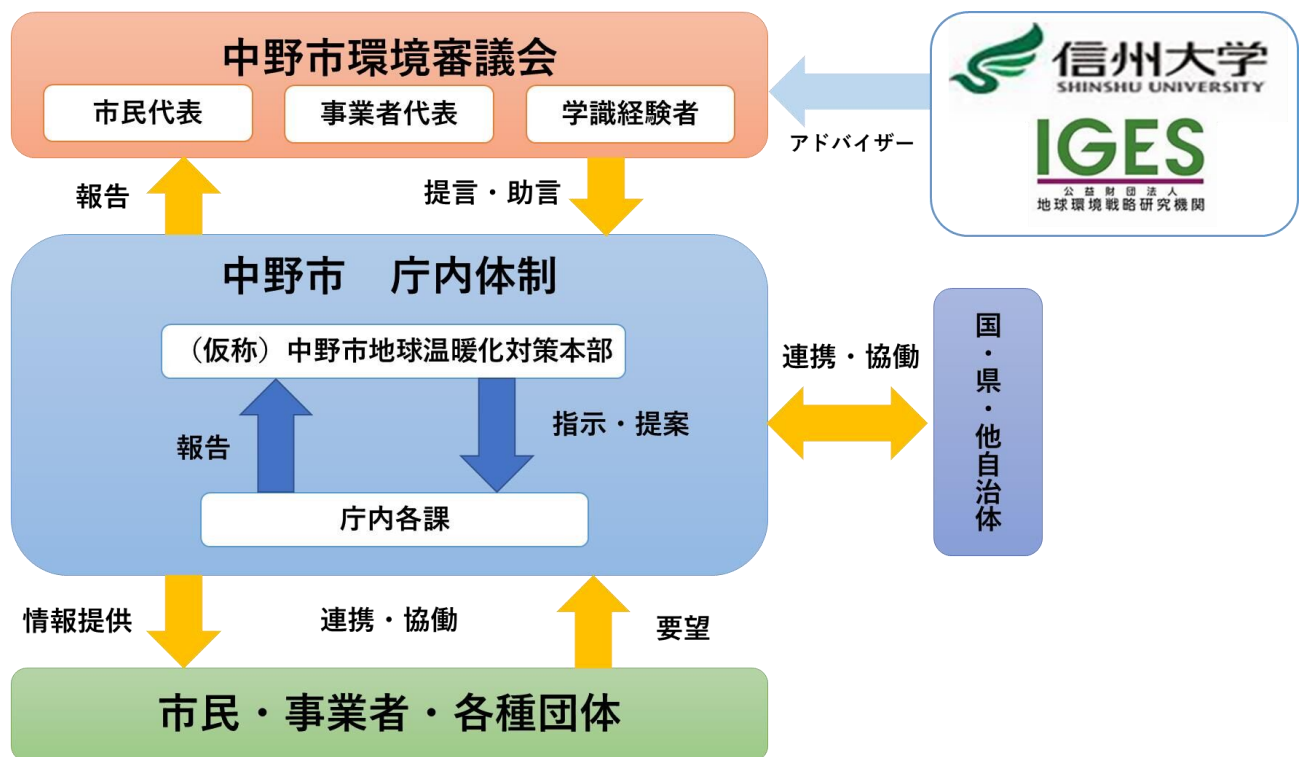 中野市環境審議会
市民代表
事業者代表
学識経験者
信州大学
SHINSHU UNIVERSITY
IGES
公益財団法人
地球環境戦略研究機関
アドバイザー
報告
提言・助言
中野市　庁内体制
（仮称）中野市地球温暖化対策本部
報告
指示・提案
庁内各課
連携・協働
国・県・他自治体
情報提供
連携・協働
要望
市民・事業者・各種団体